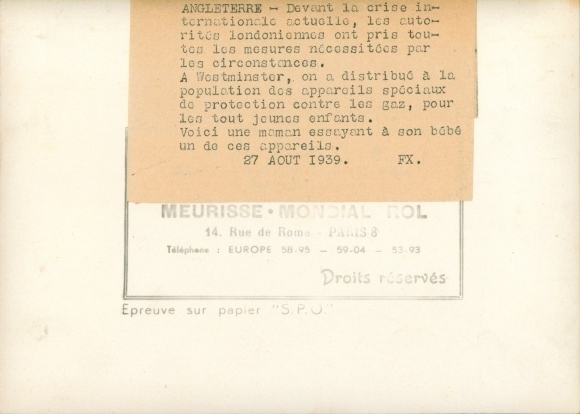 ANGLETERRE - Devant la crise in-
ternationale actuelle, les auto-
rités londoniennes ont pris tou-
tes les mesures nécessitées par
les circonstances.
A Westminster, on a distribué à la
population des appareils spéciaux
de protection contre les gaz, pour
les tout jeunes enfants.
Voici une maman essayant à son bébé
un de ces appareils.
27 AOUT 1939. FX.
MEURISSE • MONDIAL ROL
14. Rue de Rome - PARIS 8
Téléphone : EUROPE 58-95 - 59-04 - 53-93
Droits réservés
Epreuve sur papier "S.P.O."